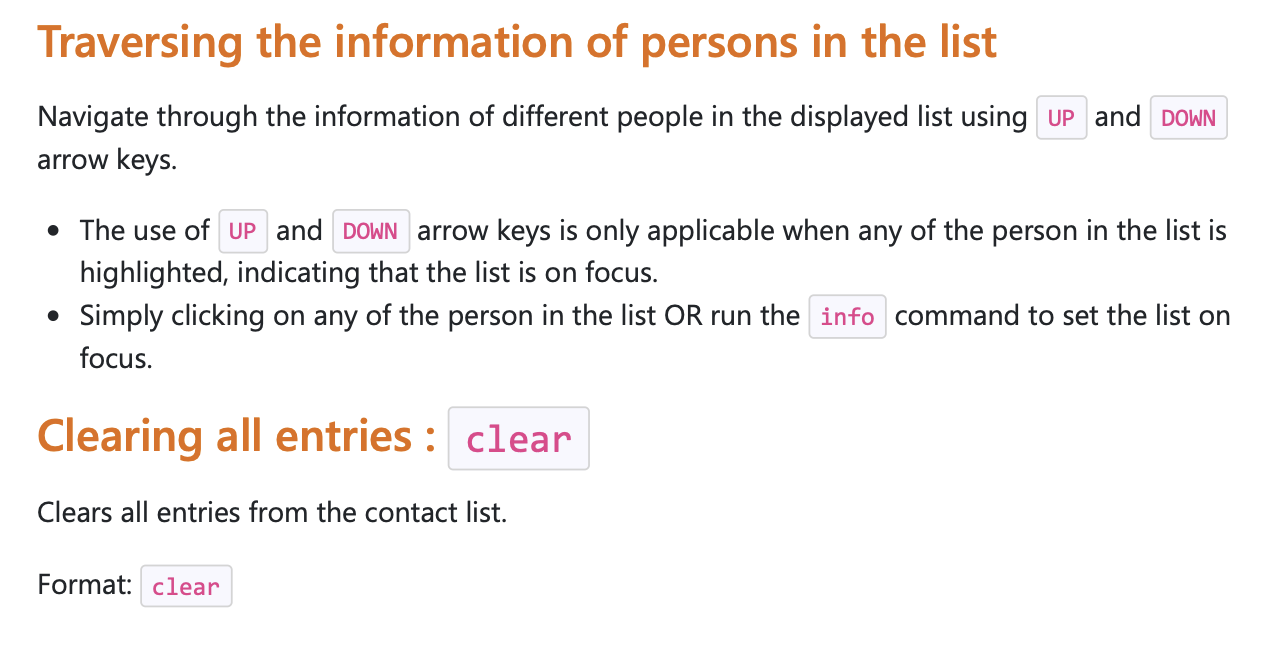 Traversing the information of persons in the list
Navigate through the information of different people in the displayed list using UP and DOWN
arrow keys.
• The use of UP and DOWN arrow keys is only applicable when any of the person in the list is
highlighted, indicating that the list is on focus.
• Simply clicking on any of the person in the list OR run the info command to set the list on
focus.
Clearing all entries : clear
Clears all entries from the contact list.
Format: clear